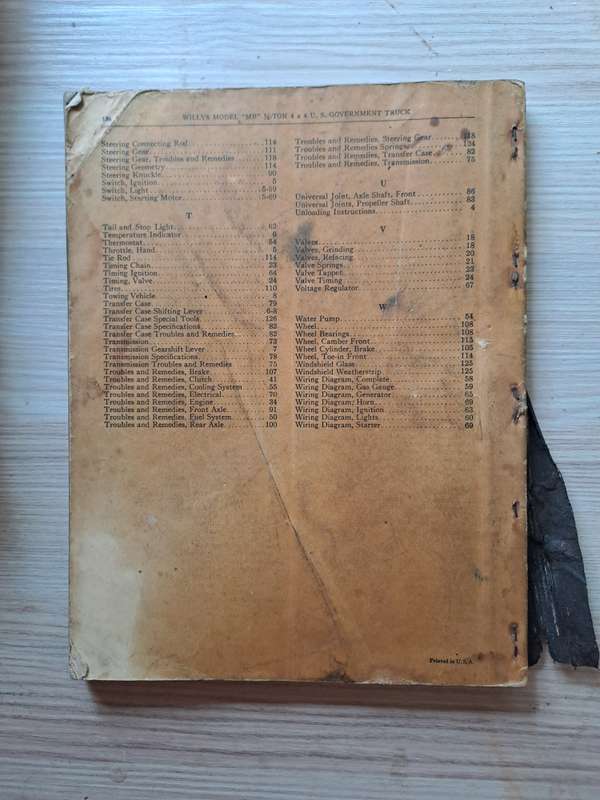 WILLYS MODEL "MB" ¼-TON 4 x 4 U. S. GOVERNMENT TRUCK
Steering Connecting Rod 114
Steering Gear 111
Steering Gear, Troubles and Remedies 118
Steering Geometry 114
Steering Knuckle 90
Switch, Ignition 5
Switch, Light 5-59
Switch, Starting Motor 5-69
T
Tail and Stop Light 62
Temperature Indicator 6
Thermostat 54
Throttle, Hand 5
Tie Rod 114
Timing Chain 23
Timing Ignition 64
Timing, Valve 24
Tires 110
Towing Vehicle 8
Transfer Case 79
Transfer Case Shifting Lever 6-8
Transfer Case Special Tools 126
Transfer Case Specifications 83
Transfer Case Troubles and Remedies 82
Transmission 73
Transmission Gearshift Lever 7
Transmission Specifications 78
Transmission Troubles and Remedies 75
Troubles and Remedies, Brake 107
Troubles and Remedies, Clutch 41
Troubles and Remedies, Cooling System 55
Troubles and Remedies, Electrical 70
Troubles and Remedies, Engine 34
Troubles and Remedies, Front Axle 91
Troubles and Remedies, Fuel System 50
Troubles and Remedies, Rear Axle 100
Troubles and Remedies, Steering Gear 118
Troubles and Remedies Springs 124
Troubles and Remedies, Transfer Case 82
Troubles and Remedies, Transmission 75
U
Universal Joint, Axle Shaft, Front 86
Universal Joints, Propeller Shaft 83
Unloading Instructions 4
V
Valves 18
Valves, Grinding 18
Valves, Refacing 20
Valve Springs 21
Valve Tappet 23
Valve Timing 24
Voltage Regulator 67
W
Water Pump 54
Wheel 108
Wheel Bearings 108
Wheel, Camber Front 115
Wheel Cylinder, Brake 105
Wheel, Toe-in Front 114
Windshield Glass 125
Windshield Weatherstrip 125
Wiring Diagram, Complete 58
Wiring Diagram, Gas Gauge 59
Wiring Diagram, Generator 65
Wiring Diagram, Horn 69
Wiring Diagram, Ignition 63
Wiring Diagram, Lights 60
Wiring Diagram, Starter 69
Printed in U.S.A.